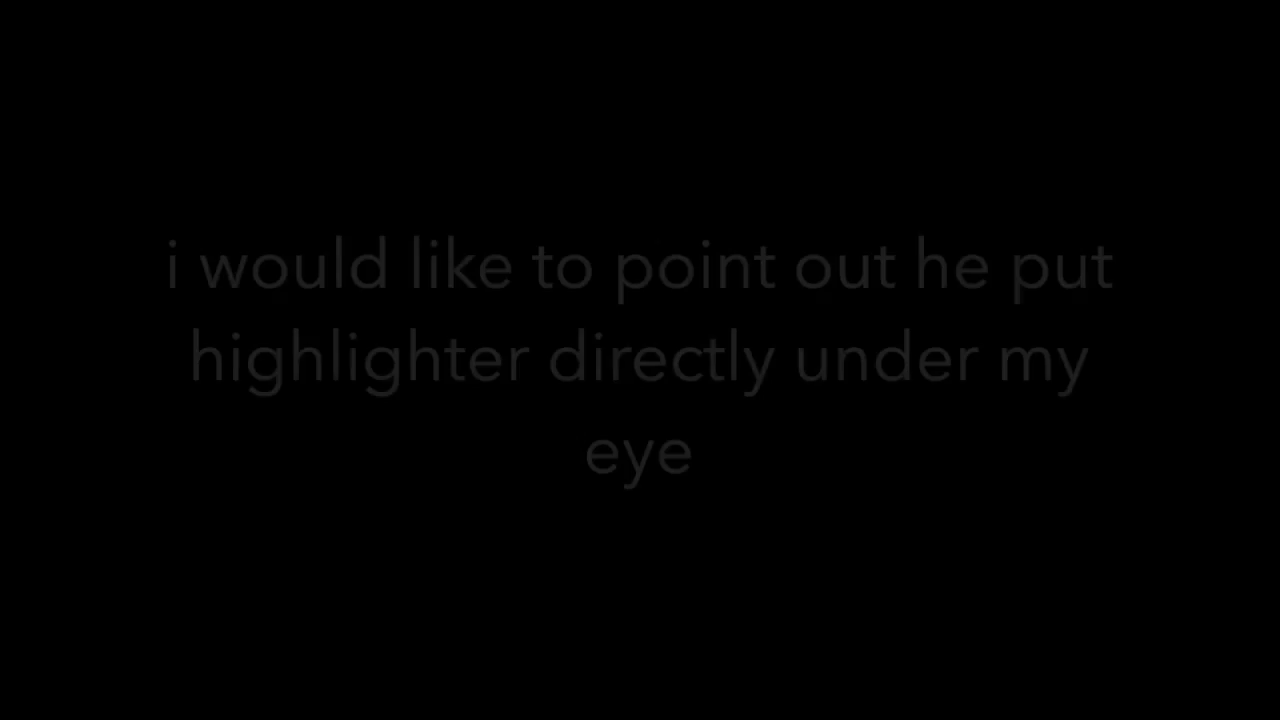 i would like to point out he put
highlighter directly under my
eye